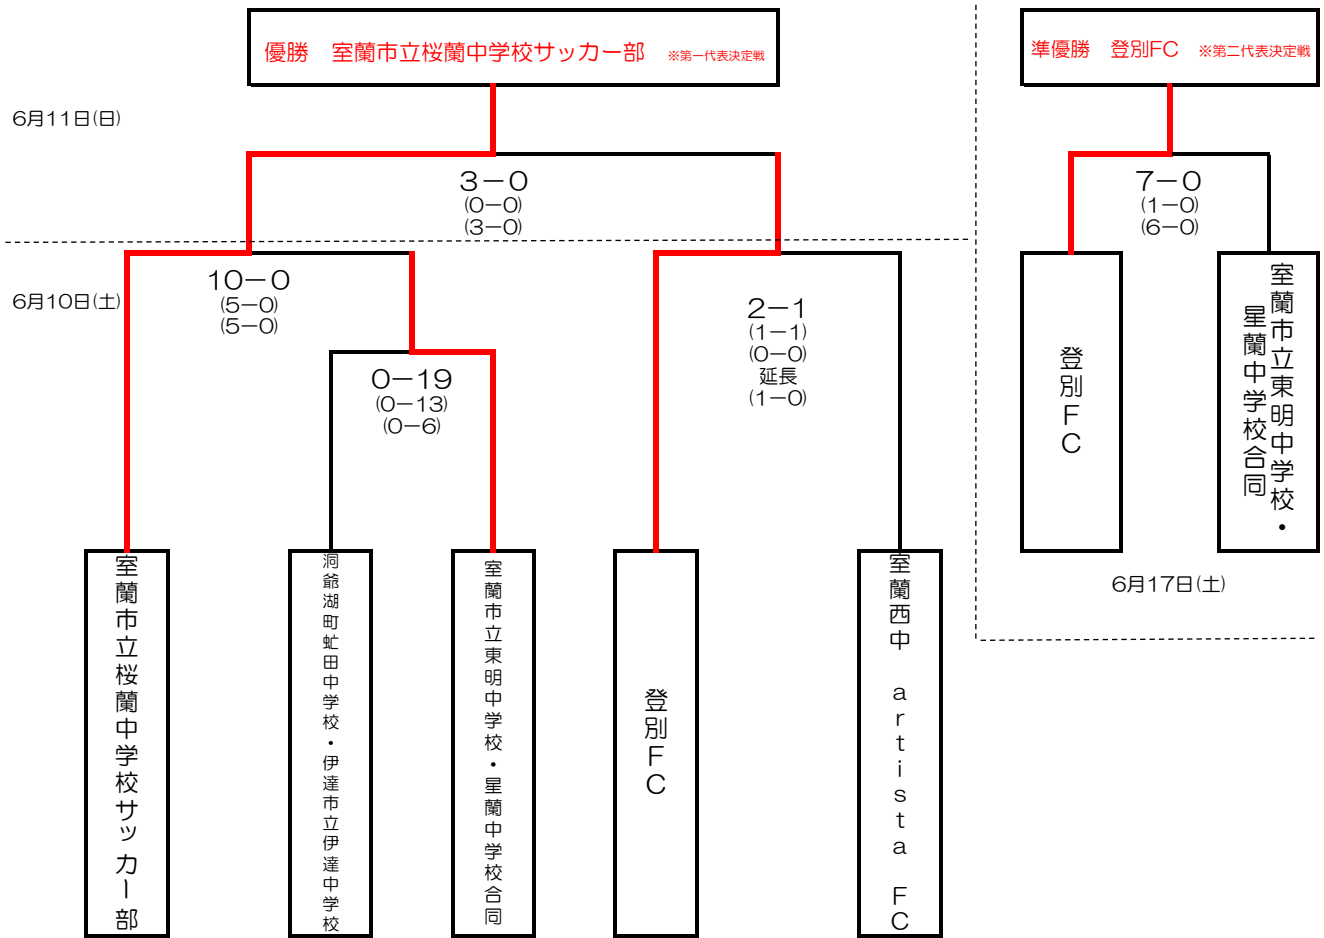 優勝　室蘭市立桜蘭中学校サッカー部　※第一代表決定戦
準優勝　登別FC　※第二代表決定戦
6月11日(日)
3－0
(0－0)
(3－0)
7－0
(1－0)
(6－0)
6月10日(土)
10－0
(5－0)
(5－0)
0－19
(0－13)
(0－6)
2－1
(1－1)
(0－0)
延長
(1－0)
登別FC
室蘭市立東明中学校・
星蘭中学校合同
6月17日(土)
室蘭市立桜蘭中学校サッカー部
洞爺湖町虻田中学校・伊達市立伊達中学校
室蘭市立東明中学校・星蘭中学校合同
登別FC
室蘭西中　artista FC